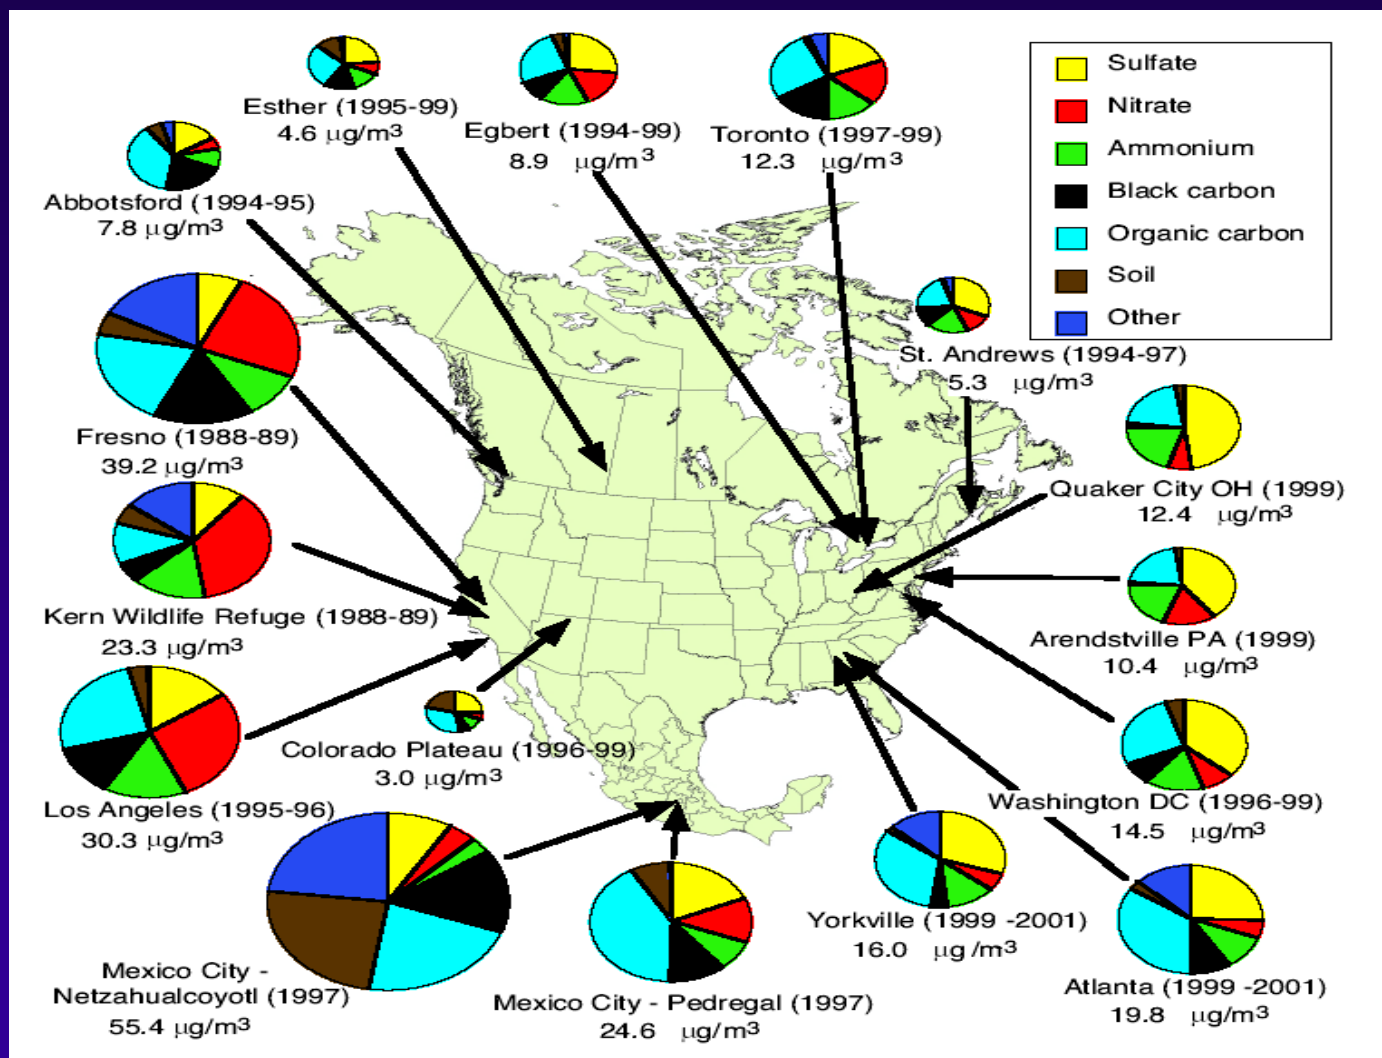 Esther (1995-99)
4.6 µg/m3
Egbert (1994-99)
8.9 µg/m3
Toronto (1997-99)
12.3 µg/m3
Sulfate
Nitrate
Ammonium
Black carbon
Organic carbon
Soil
Other
Abbotsford (1994-95)
7.8 µg/m3
St. Andrews (1994-97)
5.3 µg/m3
Fresno (1988-89)
39.2 µg/m3
Quaker City OH (1999)
12.4 µg/m3
Kern Wildlife Refuge (1988-89)
23.3 µg/m3
Arendstville PA (1999)
10.4 µg/m3
Colorado Plateau (1996-99)
3.0 µg/m3
Los Angeles (1995-96)
30.3 µg/m3
Washington DC (1996-99)
14.5 µg/m3
Yorkville (1999 -2001)
16.0 µg /m3
Mexico City -
Netzahualcoyotl (1997)
55.4 µg/m3
Mexico City - Pedregal (1997)
24.6 µg/m3
Atlanta (1999 -2001)
19.8 µg/m3